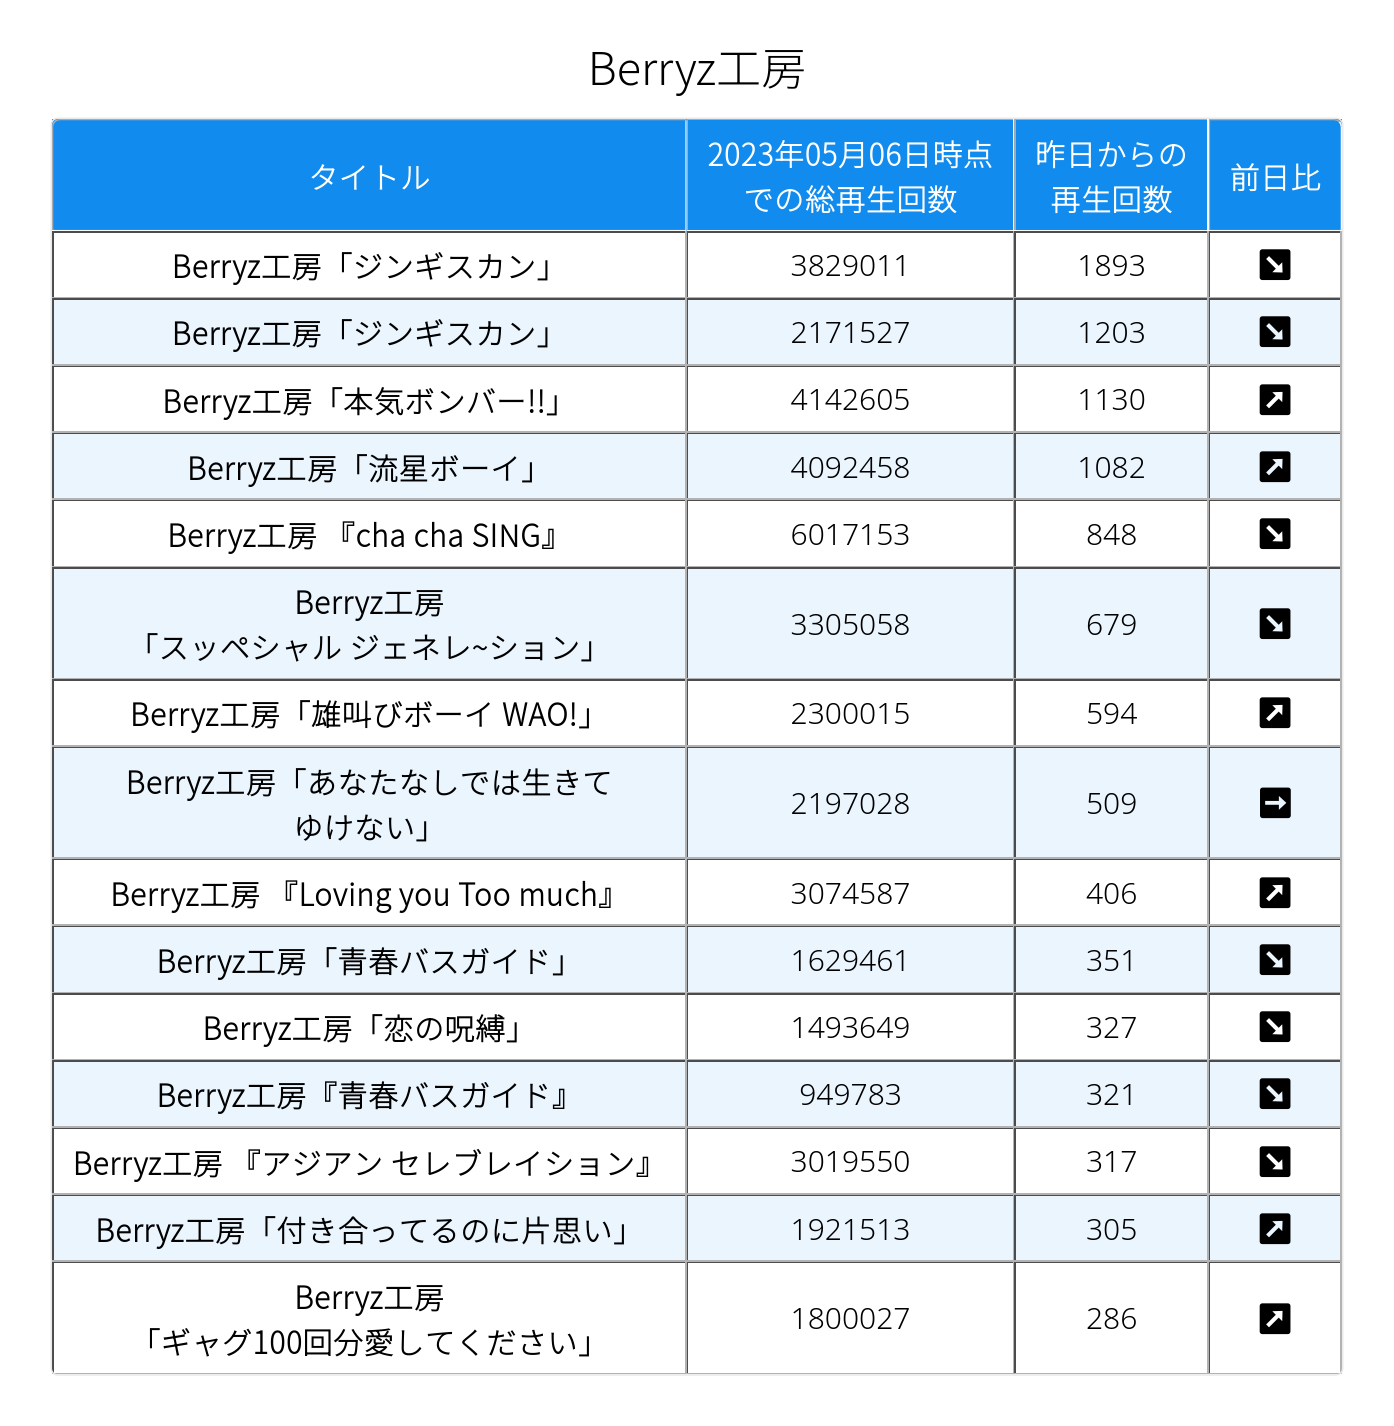 Berryz工房
タイトル
2023年05月06日時点
での総再生回数
昨日からの
再生回数
前日比
Berryz工房「ジンギスカン」 3829011 1893 ↘
Berryz工房「ジンギスカン」 2171527 1203 ↘
Berryz工房「本気ボンバー!!」 4142605 1130 ↗
Berryz工房「流星ボーイ」 4092458 1082 ↗
Berryz工房 『cha cha SING』 6017153 848 ↘
Berryz工房
「スッペシャル ジェネレ~ション」 3305058 679 ↘
Berryz工房「雄叫びボーイ WAO!」 2300015 594 ↗
Berryz工房「あなたなしでは生きて
ゆけない」 2197028 509 →
Berryz工房 『Loving you Too much』 3074587 406 ↗
Berryz工房「青春バスガイド」 1629461 351 ↘
Berryz工房「恋の呪縛」 1493649 327 ↘
Berryz工房『青春バスガイド』 949783 321 ↘
Berryz工房 『アジアン セレブレイション』 3019550 317 ↘
Berryz工房「付き合ってるのに片思い」 1921513 305 ↗
Berryz工房
「ギャグ100回分愛してください」 1800027 286 ↗